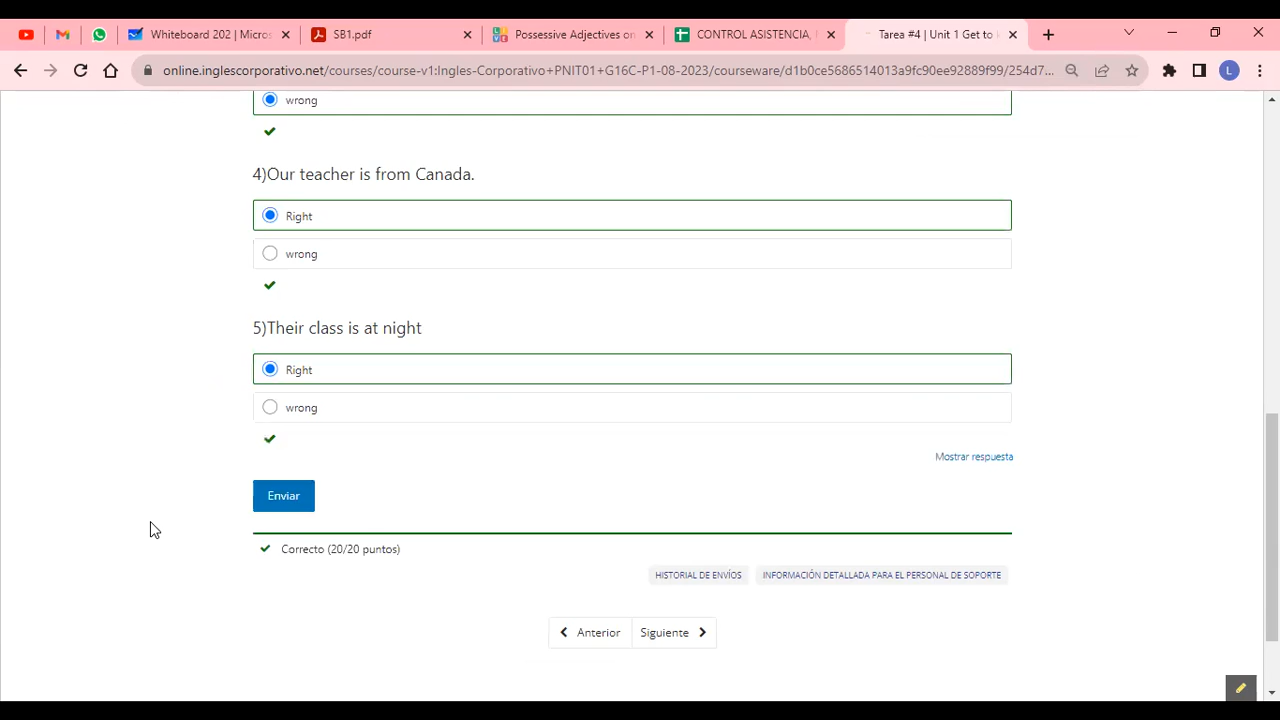 Whiteboard 202 | Micros
SB1.pdf
Possessive Adjectives on
CONTROL ASISTENCIA,
Tarea #4 | Unit 1 Get to
online.inglescorporativo.net/courses/course-v1:Ingles-Corporativo+PNIT01+G16C-P1-08-2023/courseware/d1b0ce5686514013a9fc90ee92889f99/254d7...
L
wrong
4)Our teacher is from Canada.
Right
wrong
5)Their class is at night
Right
wrong
Mostrar respuesta
Enviar
Correcto (20/20 puntos)
HISTORIAL DE ENVÍOS
INFORMACIÓN DETALLADA PARA EL PERSONAL DE SOPORTE
Anterior
Siguiente